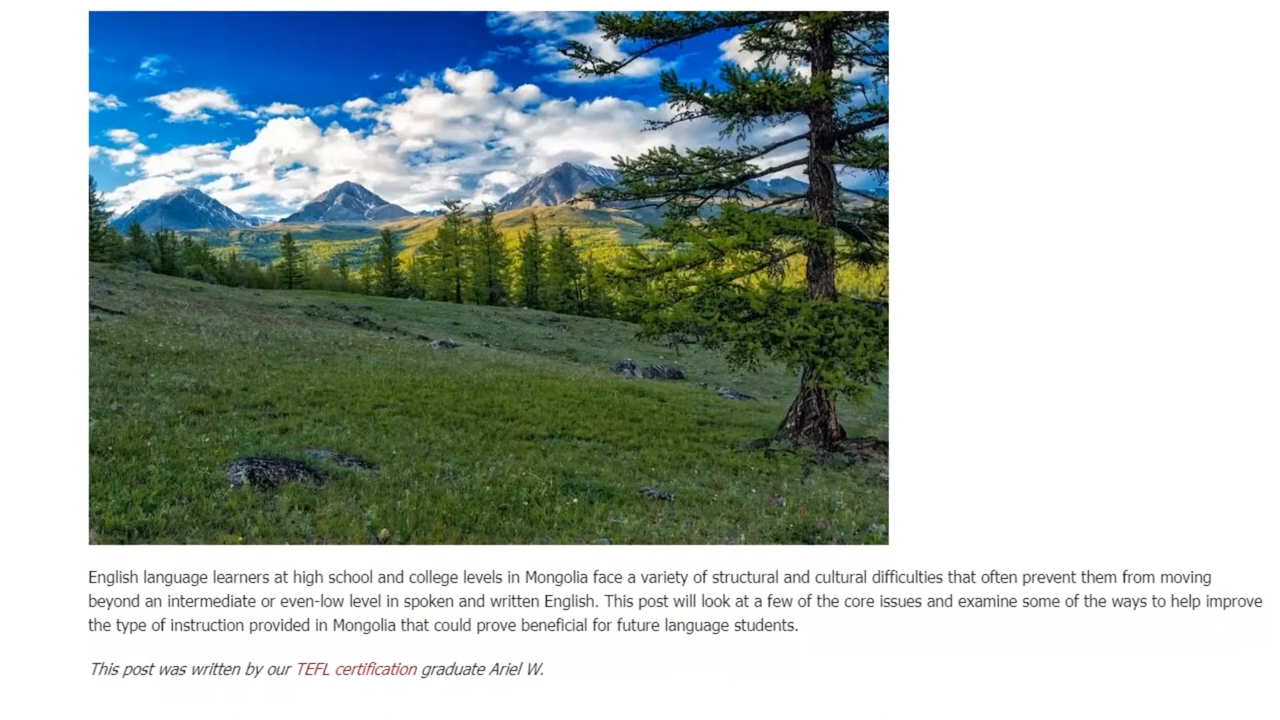 English language learners at high school and college levels in Mongolia face a variety of structural and cultural difficulties that often prevent them from moving
beyond an intermediate or even-low level in spoken and written English. This post will look at a few of the core issues and examine some of the ways to help improve
the type of instruction provided in Mongolia that could prove beneficial for future language students.
This post was written by our TEFL certification graduate Ariel W.